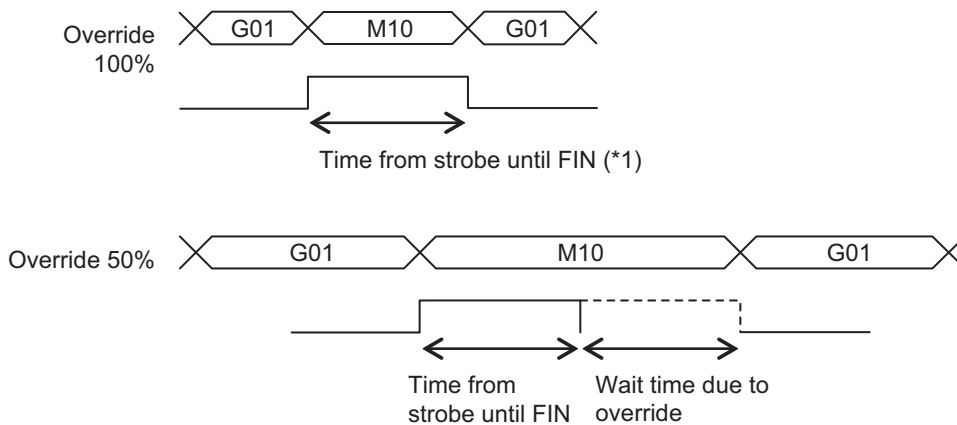 Override
100%
G01
M10
G01
Time from strobe until FIN (*1)
Override 50%
G01
M10
G01
Time from
strobe until FIN
Wait time due to
override